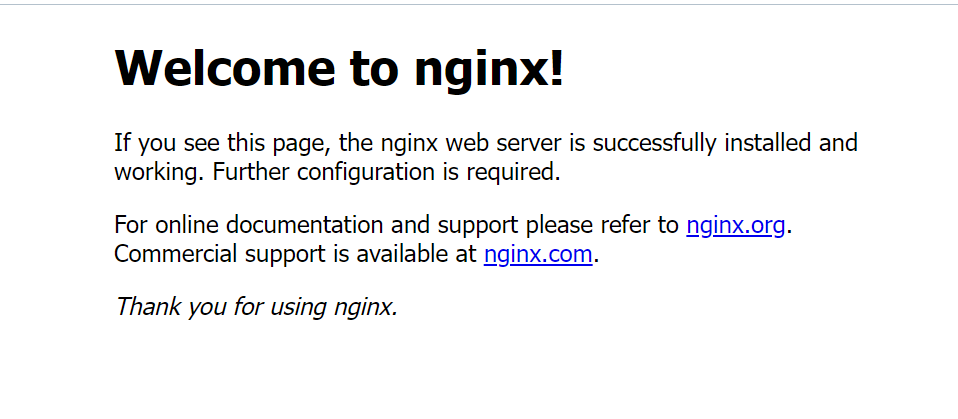 Welcome to nginx!
If you see this page, the nginx web server is successfully installed and
working. Further configuration is required.
For online documentation and support please refer to nginx.org.
Commercial support is available at nginx.com.
Thank you for using nginx.